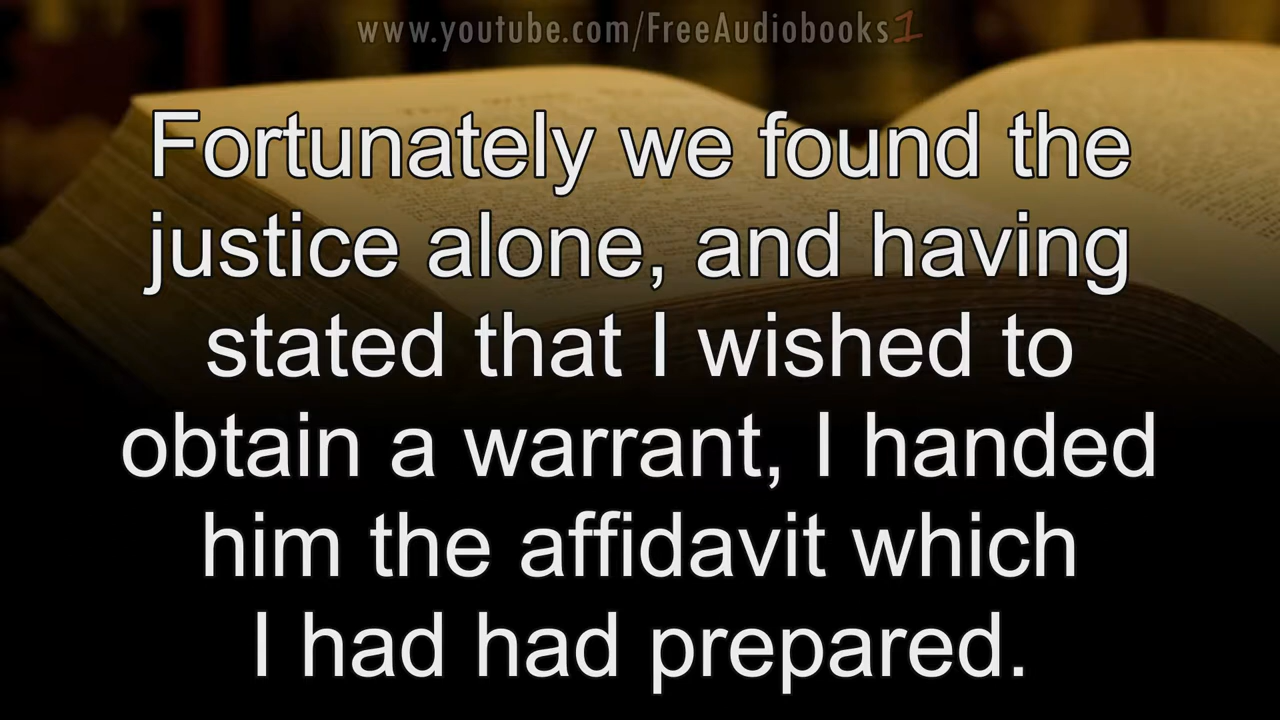 www.youtube.com/FreeAudiobooks1
Fortunately we found the
justice alone, and having
stated that I wished to
obtain a warrant, I handed
him the affidavit which
I had had prepared.